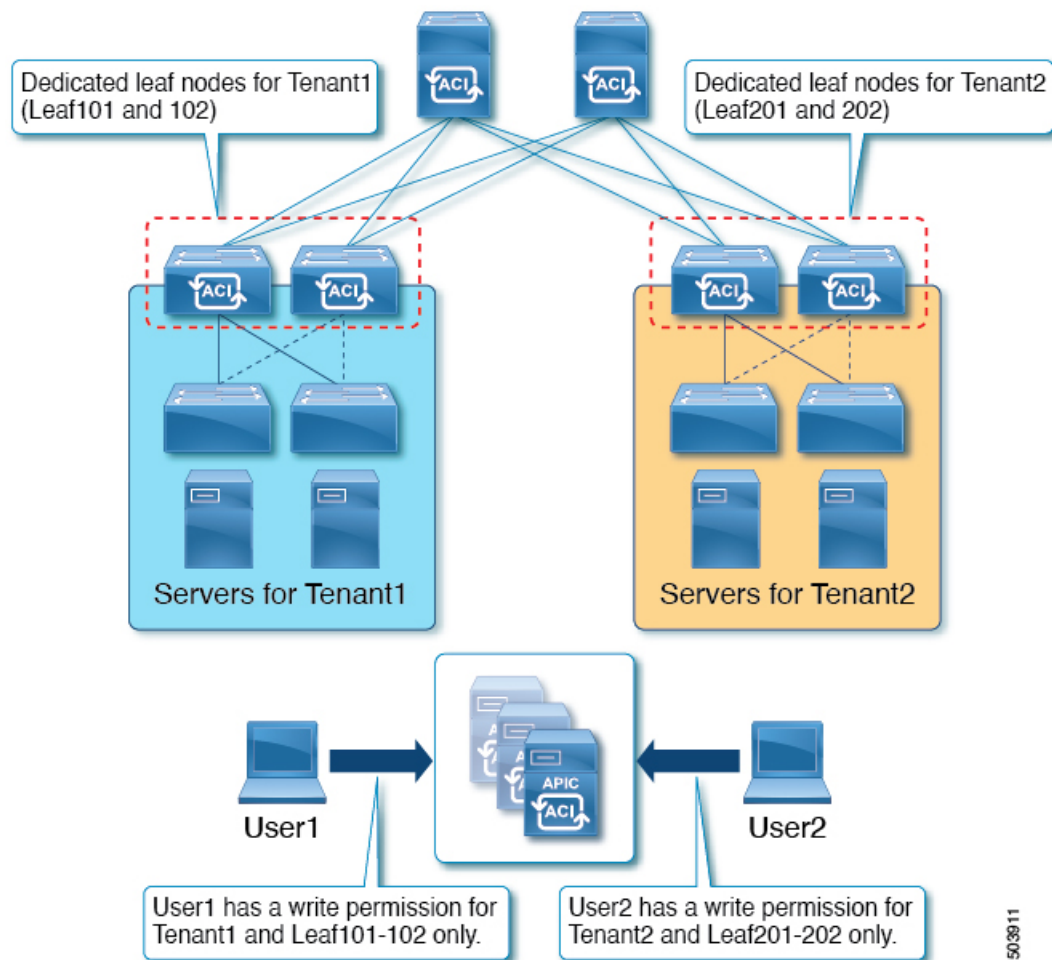 ACI
ACI
Dedicated leaf nodes for Tenant1
(Leaf101 and 102)
Dedicated leaf nodes for Tenant2
(Leaf201 and 202)
ACI
ACI
ACI
ACI
Servers for Tenant1
Servers for Tenant2
APIC
ACI
User1
User2
User1 has a write permission for
Tenant1 and Leaf101-102 only.
User2 has a write permission for
Tenant2 and Leaf201-202 only.
503911